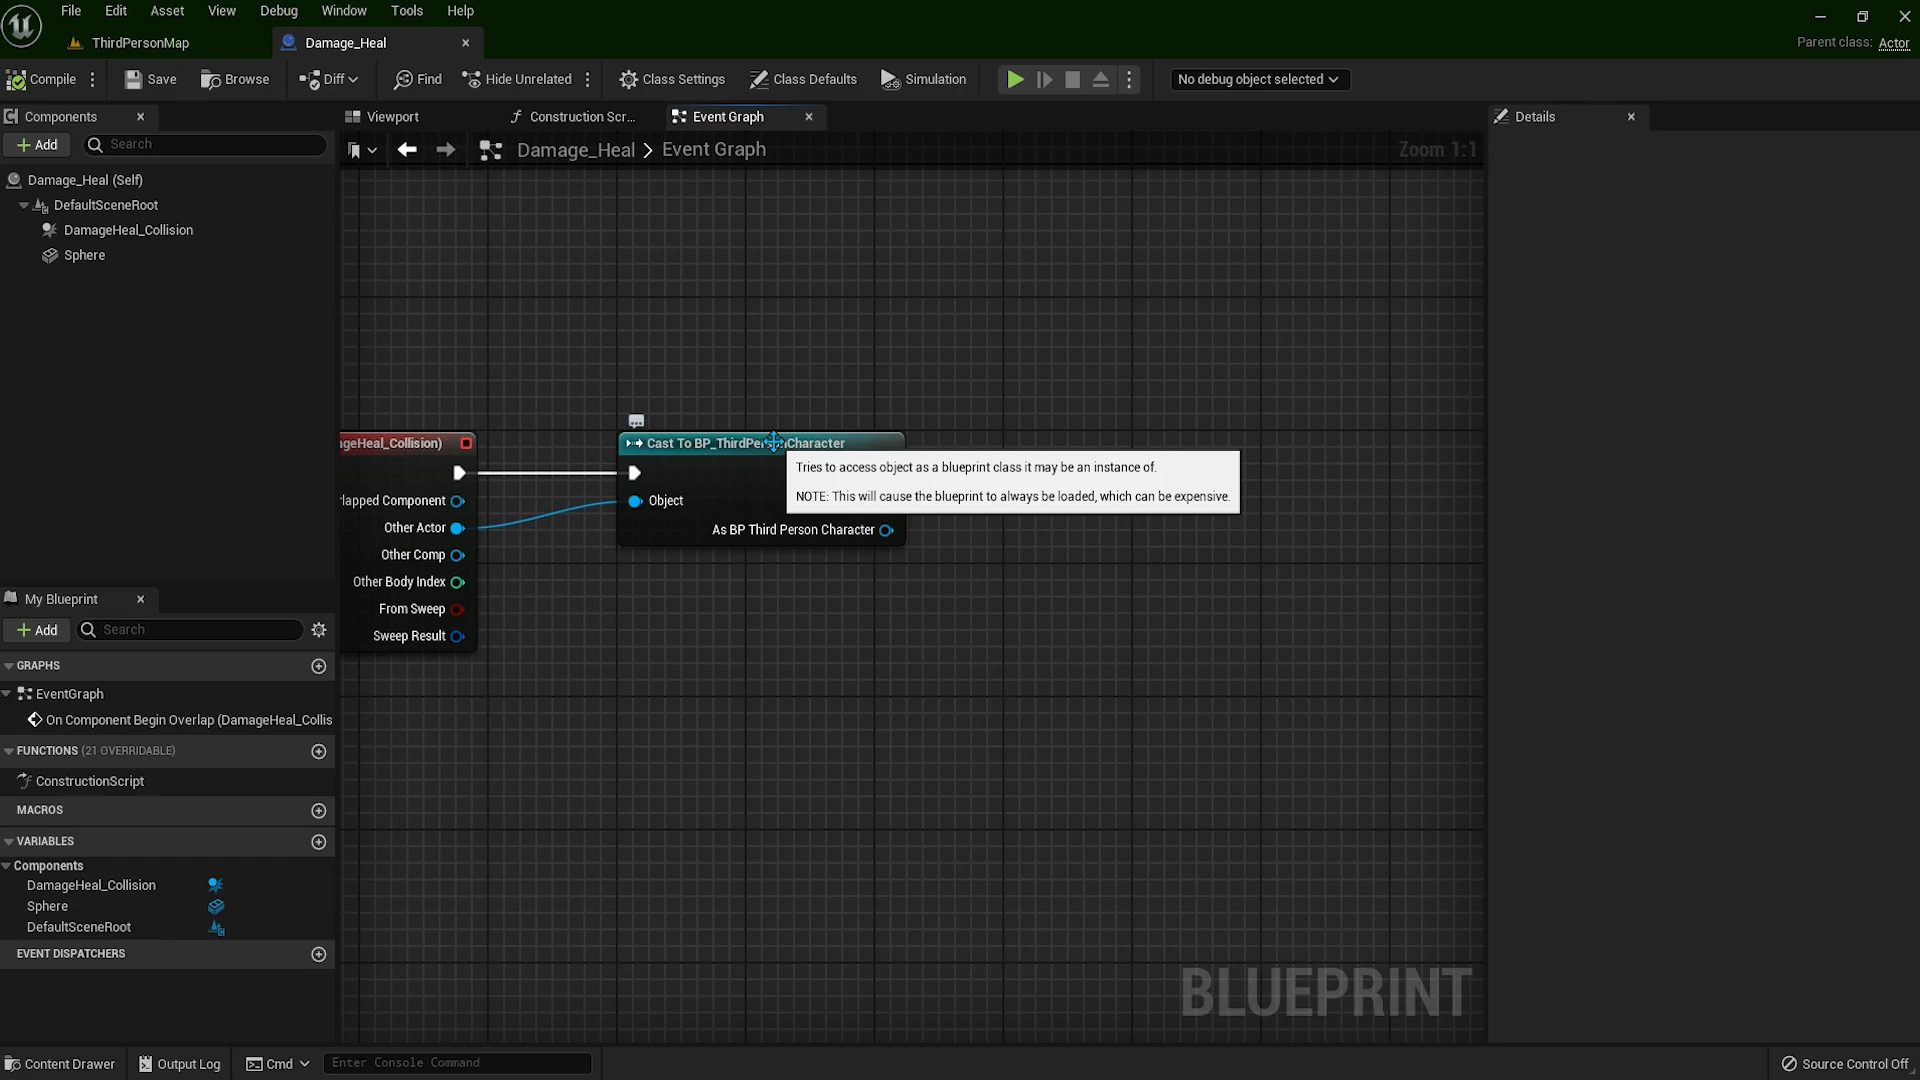 File Edit Asset View Debug Window Tools Help
ThirdPersonMap
Damage_Heal
Parent class: Actor
Compile
Save
Browse
Diff
Find
Hide Unrelated
Class Settings
Class Defaults
Simulation
No debug object selected
Components
Viewport
Construction Scr...
Event Graph
Details
Add
Search
Damage_Heal > Event Graph
Zoom 1:1
Damage_Heal (Self)
DefaultSceneRoot
DamageHeal_Collision
Sphere
ageHeal_Collision)
Cast To BP_ThirdPersonCharacter
Tries to access object as a blueprint class it may be an instance of.
NOTE: This will cause the blueprint to always be loaded, which can be expensive.
rlapped Component
Object
Other Actor
As BP Third Person Character
Other Comp
Other Body Index
From Sweep
Sweep Result
My Blueprint
Add
Search
GRAPHS
EventGraph
On Component Begin Overlap (DamageHeal_Collis
FUNCTIONS (21 OVERRIDABLE)
ConstructionScript
MACROS
VARIABLES
Components
DamageHeal_Collision
Sphere
DefaultSceneRoot
EVENT DISPATCHERS
BLUEPRINT
Content Drawer
Output Log
Cmd
Enter Console Command
Source Control Off